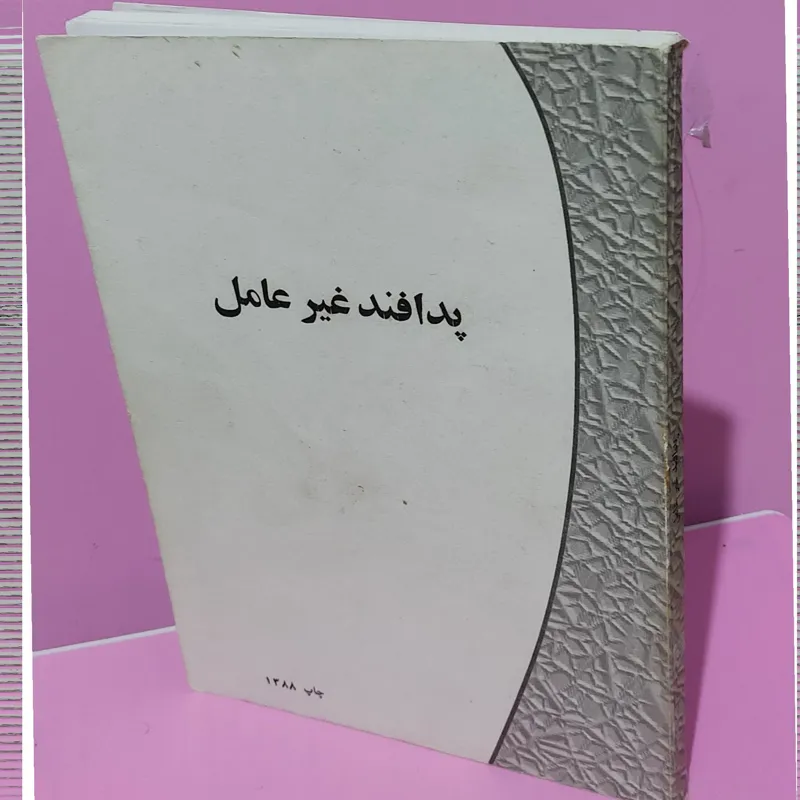 پدافند غیر عامل
چاپ ۱۳۸۸